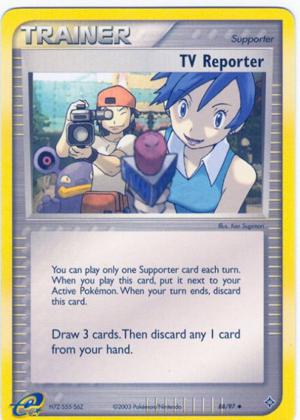 TRAINER
Supporter
TV Reporter
Illus. Ken Sugimori
You can play only one Supporter card each turn.
When you play this card, put it next to your
Active Pokémon. When your turn ends, discard
this card.
Draw 3 cards. Then discard any 1 card
from your hand.
©2003 Pokémon/Nintendo
88/97